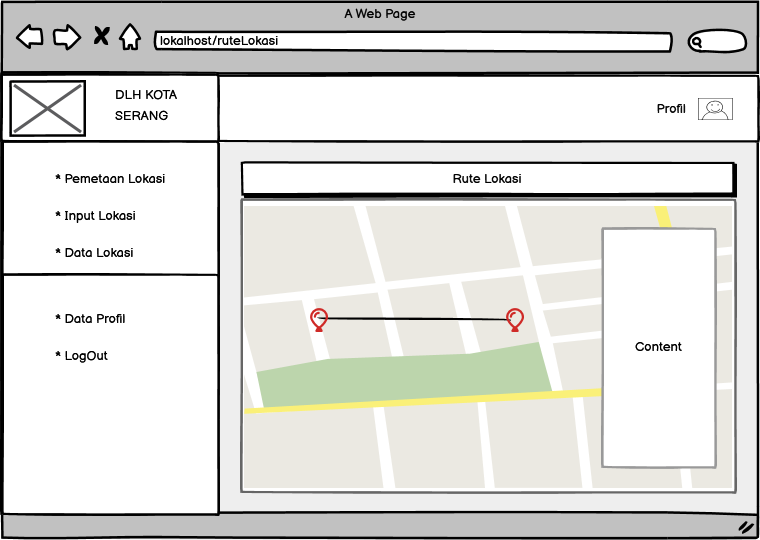 A Web Page
lokalhost/ruteLokasi
DLH KOTA
SERANG
Profil
* Pemetaan Lokasi
* Input Lokasi
* Data Lokasi
* Data Profil
* LogOut
Rute Lokasi
Content